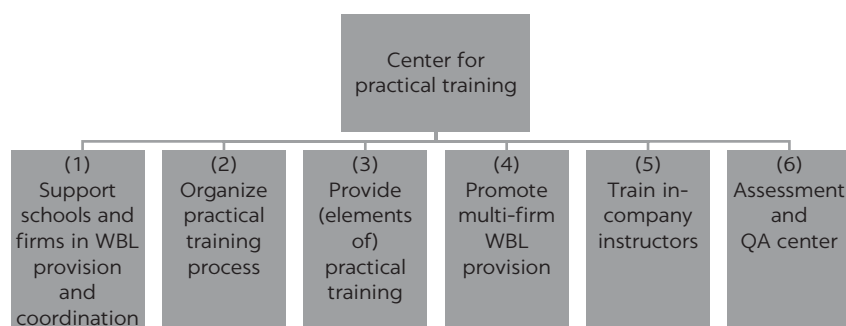 Center for
practical training
(1)
Support
schools and
firms in WBL
provision
and
coordination
(2)
Organize
practical
training
process
(3)
Provide
(elements
of)
practical
training
(4)
Promote
multi-firm
WBL
provision
(5)
Train in-
company
instructors
(6)
Assessment
and
QA center